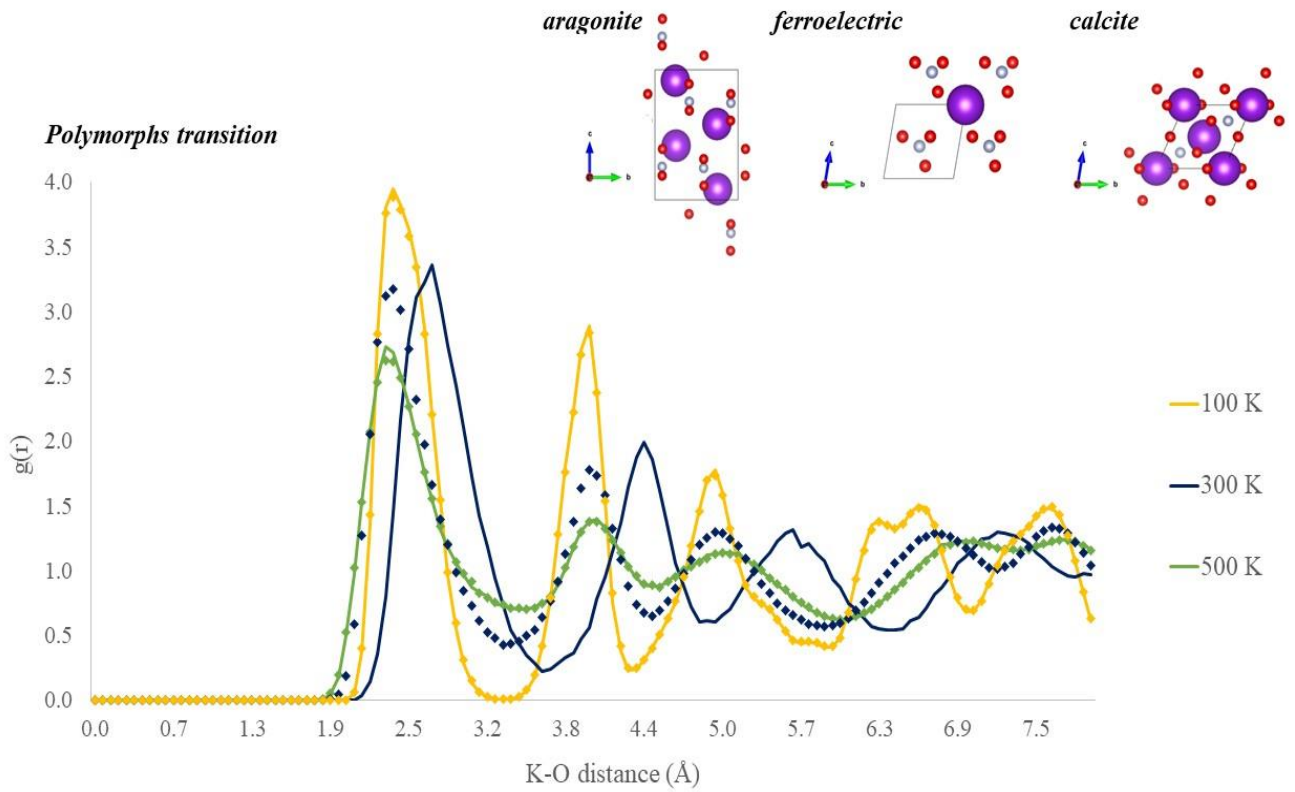 aragonite ferroelectric calcite
Polymorphs transition
c
b
c
b
c
b
4.0
3.5
3.0
2.5
2.0
1.5
1.0
0.5
0.0
g(r)
100 K
300 K
500 K
0.0 0.7 1.3 1.9 2.5 3.2 3.8 4.4 5.0 5.7 6.3 6.9 7.5
K-O distance (Å)